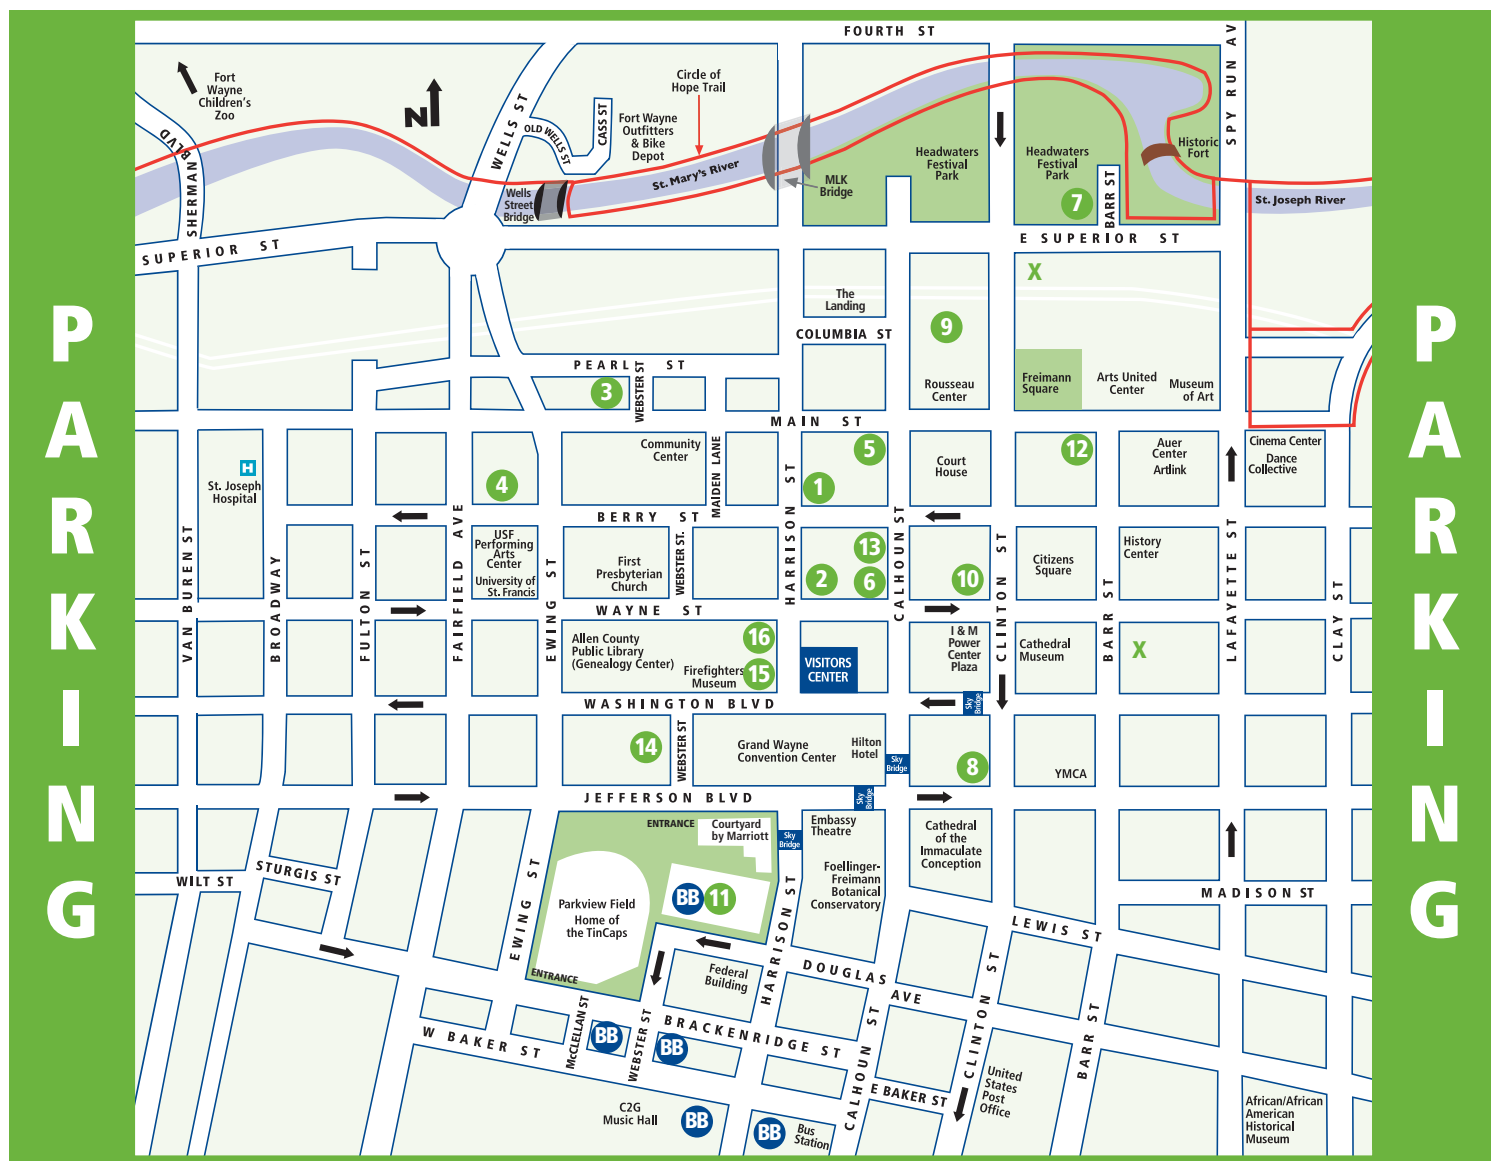 PARKING
PARKING
FOURTH ST
SPY RUN AV
Fort
Wayne
Children's
Zoo
N
WELLS ST
OLD WELLS ST
CASS ST
Circle of
Hope Trail
Fort Wayne
Outfitters
& Bike
Depot
St. Mary's River
MLK
Bridge
Headwaters
Festival
Park
Headwaters
Festival
Park
7
BARR ST
Historic
Fort
St. Joseph River
SHERMAN BLVD
Wells
Street
Bridge
SUPERIOR ST
E SUPERIOR ST
X
The
Landing
COLUMBIA ST
9
Rousseau
Center
Freimann
Square
Arts United
Center
Museum
of Art
PEARL ST
3
WEBSTER ST
MAIN ST
H
St. Joseph
Hospital
4
Community
Center
MAIDEN LANE
HARRISON ST
5
1
Court
House
12
Auer
Center
Artlink
Cinema Center
Dance
Collective
BERRY ST
VAN BUREN ST
BROADWAY
FULTON ST
FAIRFIELD AVE
USF
Performing
Arts
Center
University of
St. Francis
EWING ST
First
Presbyterian
Church
WEBSTER ST.
13
2
6
CALHOUN ST
10
CLINTON ST
Citizens
Square
BARR ST
History
Center
LAFAYETTE ST
CLAY ST
WAYNE ST
Allen County
Public Library
(Genealogy Center)
16
Firefighters
Museum
15
VISITORS
CENTER
I & M
Power
Center
Plaza
Cathedral
Museum
X
WASHINGTON BLVD
Sky
Bridge
14
WEBSTER ST
Grand Wayne
Convention Center
Hilton
Hotel
Sky
Bridge
8
YMCA
JEFFERSON BLVD
Sky
Bridge
ENTRANCE
Courtyard
by Marriott
Sky
Bridge
Embassy
Theatre
Foellinger-
Freimann
Botanical
Conservatory
Cathedral
of the
Immaculate
Conception
WILT ST
STURGIS ST
EWING ST
Parkview Field
Home of
the TinCaps
BB
11
HARRISON ST
ENTRANCE
MADISON ST
LEWIS ST
Federal
Building
DOUGLAS AVE
CLINTON ST
W BAKER ST
McCLELLAN ST
BB
WEBSTER ST
BRACKENRIDGE ST
BB
CALHOUN ST
E BAKER ST
BARR ST
United
States
Post
Office
C2G
Music Hall
BB
BB
Bus
Station
African/African
American
Historical
Museum